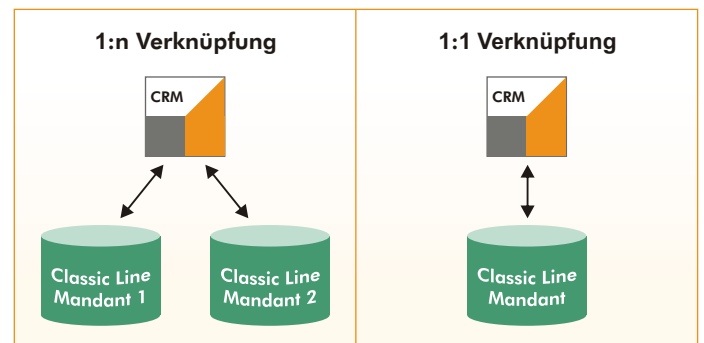 1:n Verknüpfung
CRM
Classic Line
Mandant 1
Classic Line
Mandant 2
1:1 Verknüpfung
CRM
Classic Line
Mandant